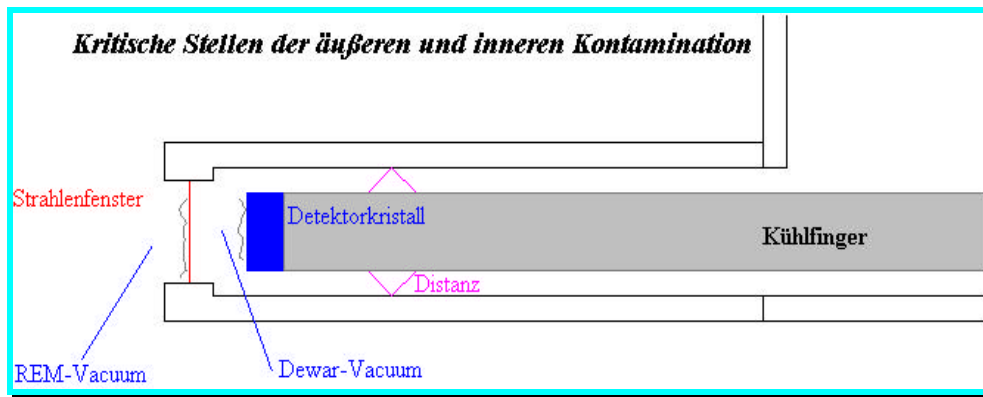 Kritische Stellen der äußeren und inneren Kontamination
Strahlenfenster
Detektorkristall
Kühlfinger
Distanz
REM-Vacuum
Dewar-Vacuum